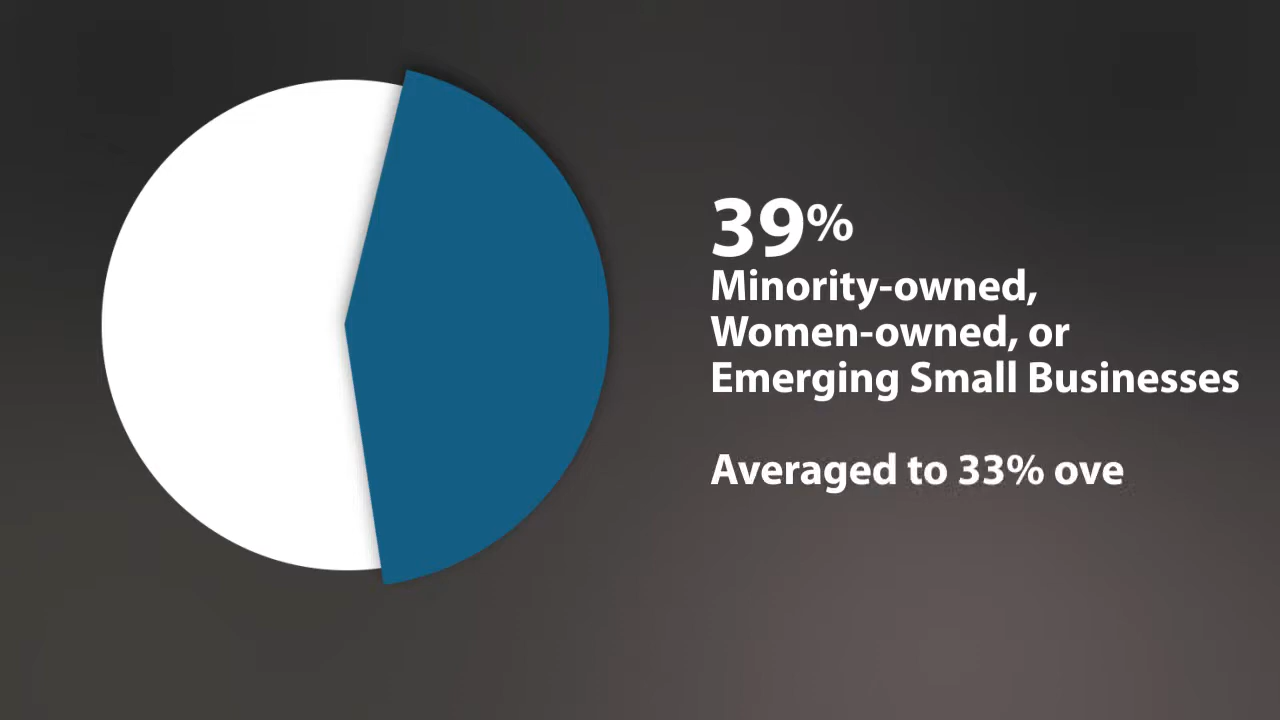 39%
Minority-owned,
Women-owned, or
Emerging Small Businesses
Averaged to 33% ove